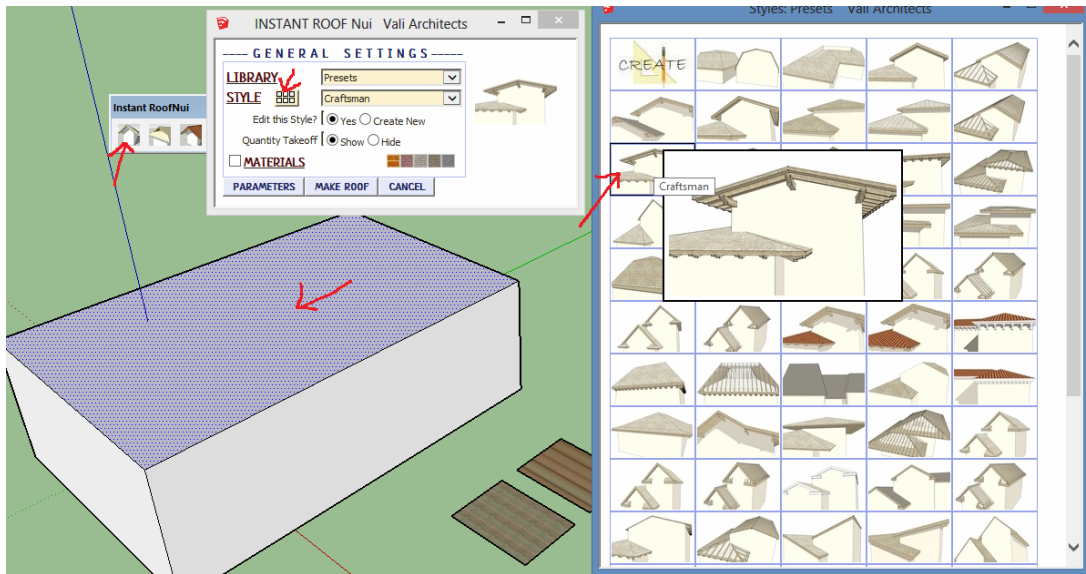 INSTANT ROOF Nui Vali Architects
---- GENERAL SETTINGS-----
LIBRARY Presets
STYLE Craftsman
Edit this Style? [ Yes Create New
Quantity Takeoff [ Show Hide
MATERIALS
PARAMETERS MAKE ROOF CANCEL
Instant RoofNui
Styles: Presets Vali Architects
CREATE
Craftsman